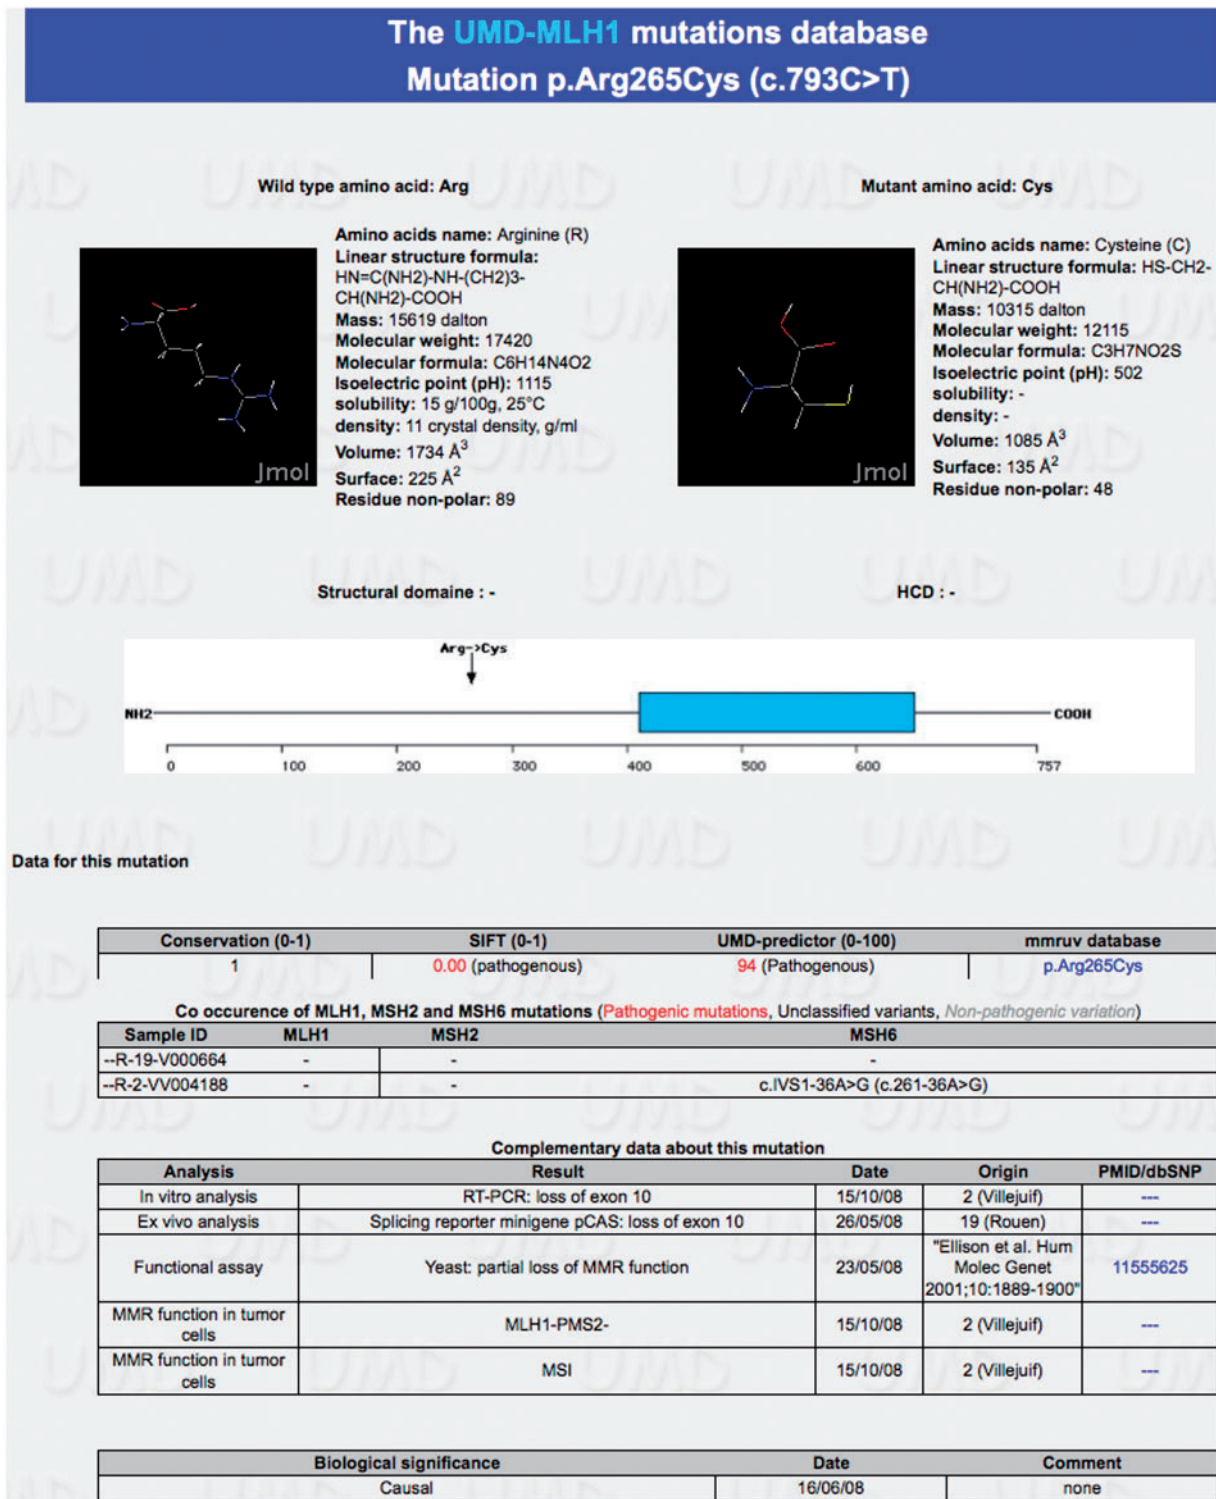 The UMD-MLH1 mutations database
Mutation p.Arg265Cys (c.793C>T)
Wild type amino acid: Arg
Amino acids name: Arginine (R)
Linear structure formula:
HN=C(NH2)-NH-(CH2)3-
CH(NH2)-COOH
Mass: 15619 dalton
Molecular weight: 17420
Molecular formula: C6H14N4O2
Isoelectric point (pH): 1115
solubility: 15 g/100g, 25°C
density: 11 crystal density, g/ml
Volume: 1734 Å3
Surface: 225 Å2
Residue non-polar: 89
Jmol
Mutant amino acid: Cys
Amino acids name: Cysteine (C)
Linear structure formula: HS-CH2-
CH(NH2)-COOH
Mass: 10315 dalton
Molecular weight: 12115
Molecular formula: C3H7NO2S
Isoelectric point (pH): 502
solubility: -
density: -
Volume: 1085 Å3
Surface: 135 Å2
Residue non-polar: 48
Jmol
Structural domaine : - HCD : -
Arg->Cys
NH2 COOH
0 100 200 300 400 500 600 757
Data for this mutation
Conservation (0-1) SIFT (0-1) UMD-predictor (0-100) mmruv database
1 0.00 (pathogenous) 94 (Pathogenous) p.Arg265Cys
Co occurence of MLH1, MSH2 and MSH6 mutations (Pathogenic mutations, Unclassified variants, Non-pathogenic variation)
Sample ID MLH1 MSH2 MSH6
--R-19-V000664 - - -
--R-2-VV004188 - - c.IVS1-36A>G (c.261-36A>G)
Complementary data about this mutation
Analysis Result Date Origin PMID/dbSNP
In vitro analysis RT-PCR: loss of exon 10 15/10/08 2 (Villejuif) ---
Ex vivo analysis Splicing reporter minigene pCAS: loss of exon 10 26/05/08 19 (Rouen) ---
Functional assay Yeast: partial loss of MMR function 23/05/08 "Ellison et al. Hum
Molec Genet
2001;10:1889-1900" 11555625
MMR function in tumor
cells MLH1-PMS2- 15/10/08 2 (Villejuif) ---
MMR function in tumor
cells MSI 15/10/08 2 (Villejuif) ---
Biological significance Date Comment
Causal 16/06/08 none